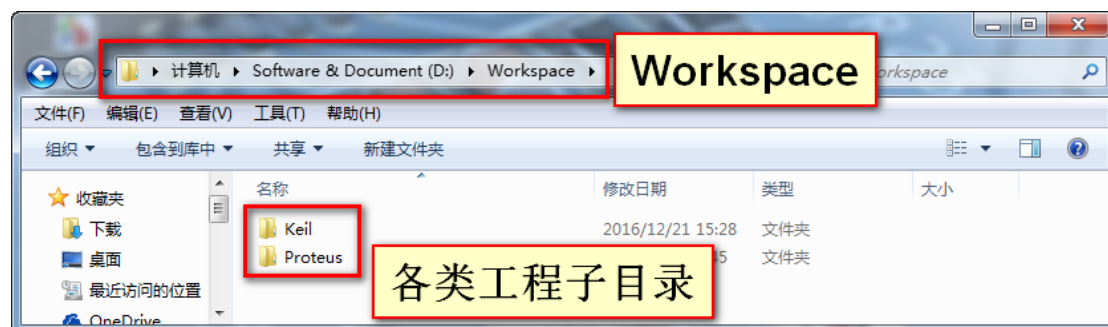 计算机 ▸ Software & Document (D:) ▸ Workspace ▸
Workspace
orkspace
文件(F) 编辑(E) 查看(V) 工具(T) 帮助(H)
组织 ▼ 包含到库中 ▼ 共享 ▼ 新建文件夹
收藏夹
下载
桌面
最近访问的位置
OneDrive
名称 修改日期 类型 大小
Keil 2016/12/21 15:28 文件夹
Proteus 45 文件夹
各类工程子目录